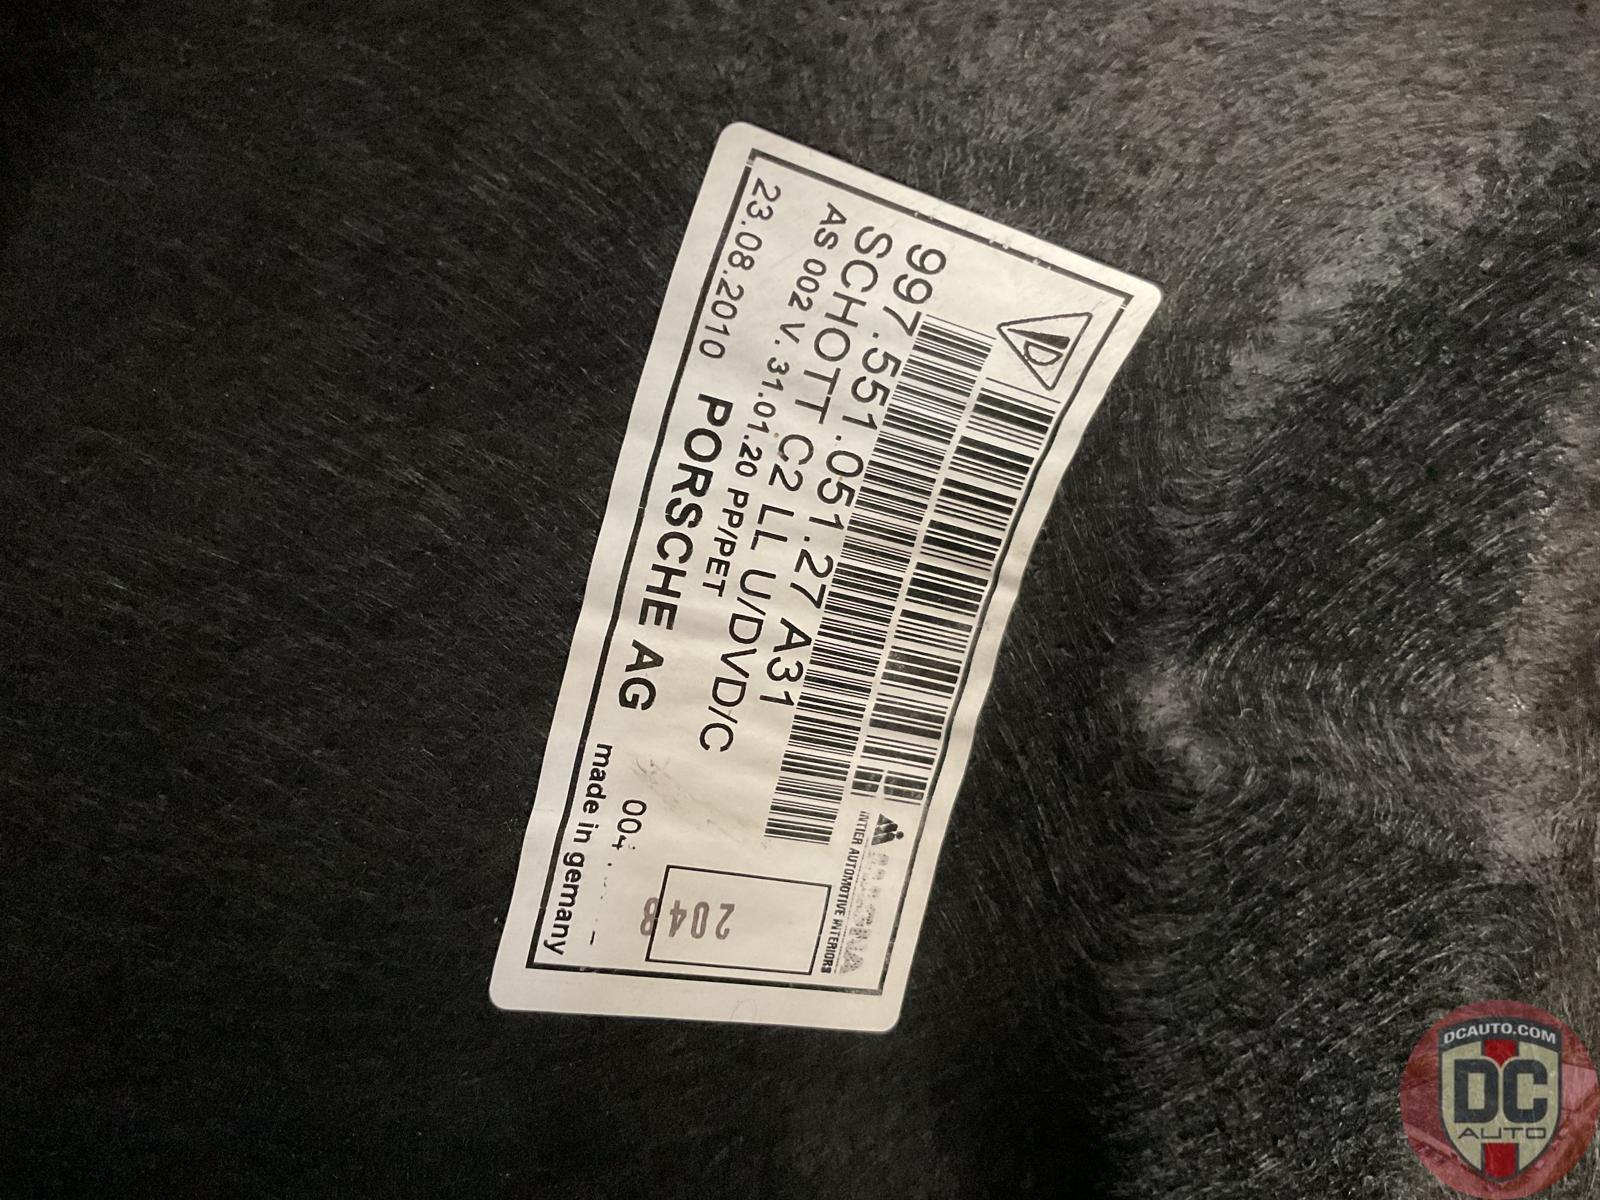 997.551.051.27 A31
SCHOTT C2 LL U/DVD/C
AS 002 V.31.01.20 PP/PET
23.08.2010 PORSCHE AG
made in germany
INTIER AUTOMOTIVE INTERIORS
2048
DCAUTO.COM
DC
AUTO